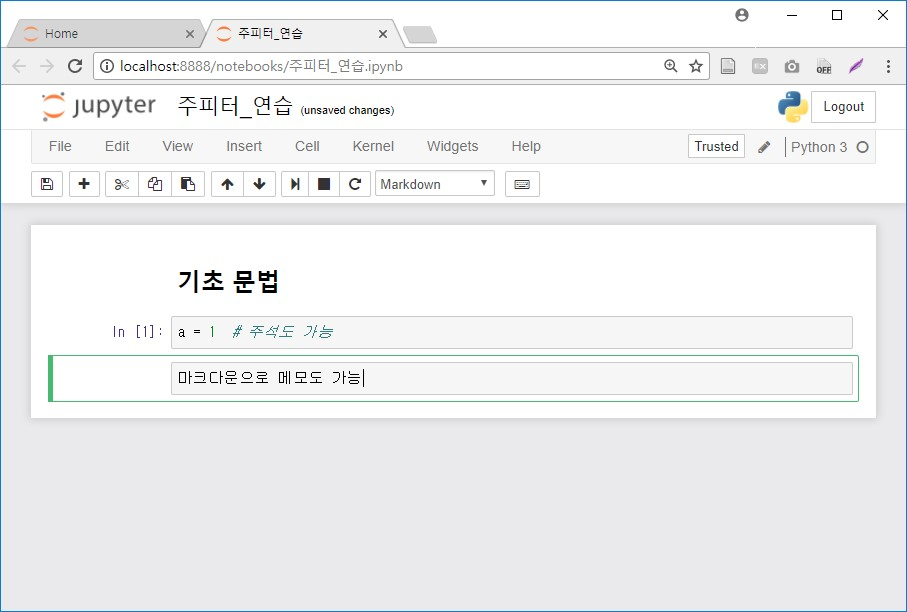 Home
주피터_연습
localhost:8888/notebooks/주피터_연습.ipynb
OFF
jupyter 주피터_연습 (unsaved changes) Logout
File Edit View Insert Cell Kernel Widgets Help Trusted Python 3
Markdown
기초 문법
In [1]: a = 1 # 주석도 가능
마크다운으로 메모도 가능